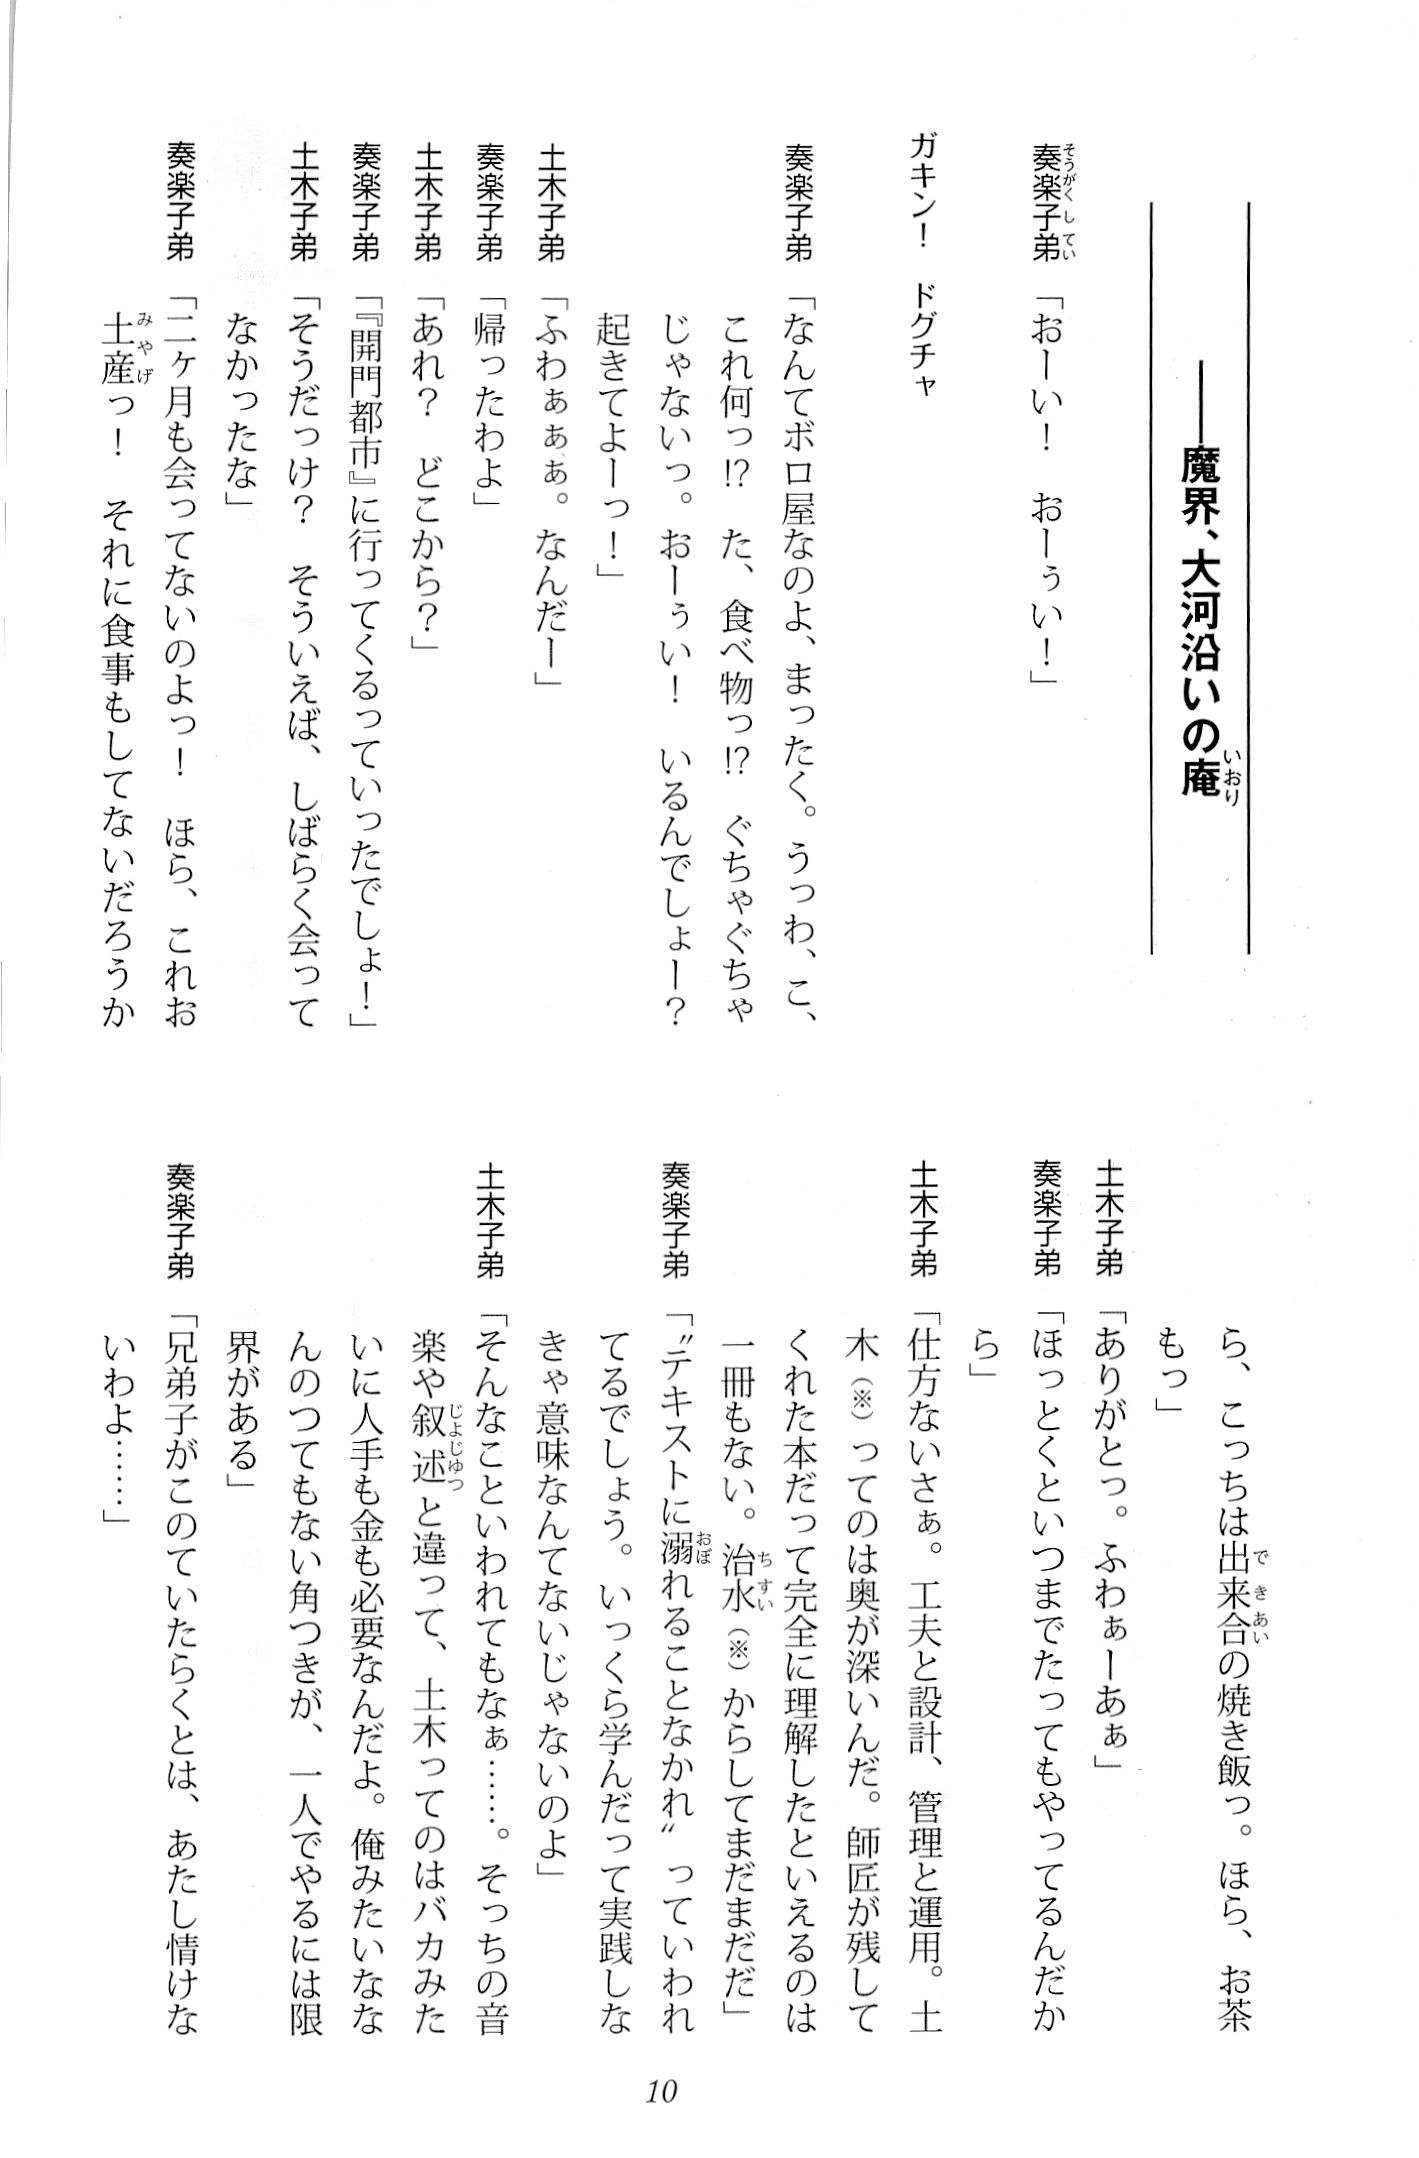 ――魔界、大河沿いの庵
奏楽子弟「おーい！　おーぅい！」
ガキン！　ドグチャ
奏楽子弟「なんてボロ屋なのよ、まったく。うっわ、こ、
これ何っ⁉　た、食べ物っ⁉　ぐちゃぐちゃ
じゃないっ。おーぅい！　いるんでしょー？
起きてよーっ！」
土木子弟「ふわぁぁぁ。なんだー」
奏楽子弟「帰ったわよ」
土木子弟「あれ？　どこから？」
奏楽子弟「『開門都市』に行ってくるっていったでしょ！」
土木子弟「そうだっけ？　そういえば、しばらく会って
なかったな」
奏楽子弟「二ヶ月も会ってないのよっ！　ほら、これお
土産っ！　それに食事もしてないだろうか
ら、こっちは出来合の焼き飯っ。ほら、お茶
もっ」
土木子弟「ありがとっ。ふわぁーあぁ」
奏楽子弟「ほっとくといつまでたってもやってるんだか
ら」
土木子弟「仕方ないさぁ。工夫と設計、管理と運用。土
木（※）ってのは奥が深いんだ。師匠が残して
くれた本だって完全に理解したといえるのは
一冊もない。治水（※）からしてまだまだだ」
奏楽子弟「〝テキストに溺れることなかれ〟っていわれ
てるでしょう。いっくら学んだって実践しな
きゃ意味なんてないじゃないのよ」
土木子弟「そんなこといわれてもなぁ……。そっちの音
楽や叙述と違って、土木ってのはバカみた
いに人手も金も必要なんだよ。俺みたいなな
んのつてもない角つきが、一人でやるには限
界がある」
奏楽子弟「兄弟子がこのていたらくとは、あたし情けな
いわよ……」
10